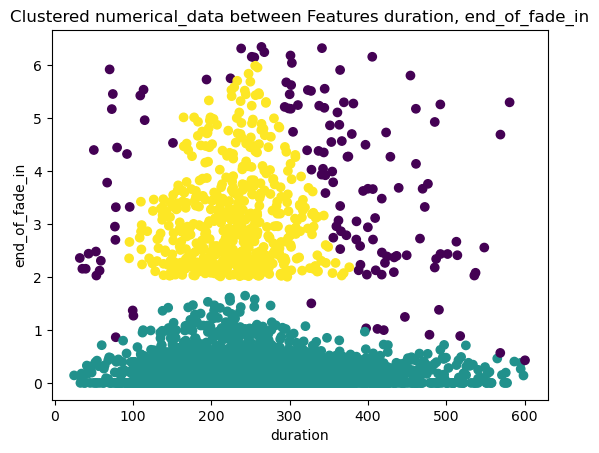 Clustered numerical_data between Features duration, end_of_fade_in
end_of_fade_in
6
5
4
3
2
1
0
0 100 200 300 400 500 600
duration